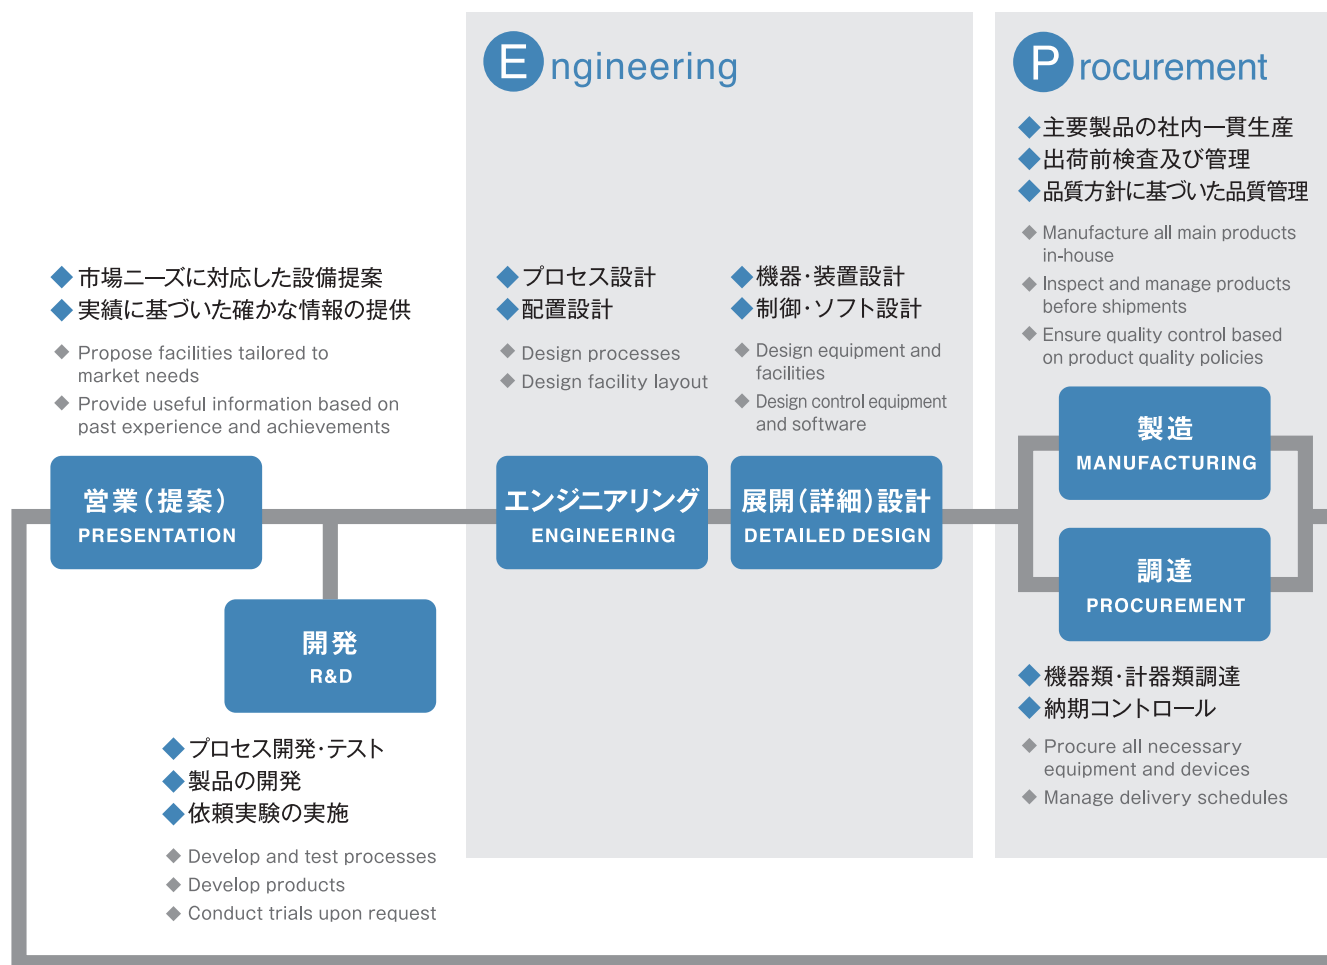 Engineering
Procurement
◆主要製品の社内一貫生産
◆出荷前検査及び管理
◆品質方針に基づいた品質管理
◆ Manufacture all main products
in-house
◆ Inspect and manage products
before shipments
◆ Ensure quality control based
on product quality policies
◆市場ニーズに対応した設備提案
◆実績に基づいた確かな情報の提供
◆ Propose facilities tailored to
market needs
◆ Provide useful information based on
past experience and achievements
◆プロセス設計
◆配置設計
◆ Design processes
◆ Design facility layout
◆機器・装置設計
◆制御・ソフト設計
◆ Design equipment and
facilities
◆ Design control equipment
and software
営業(提案)
PRESENTATION
エンジニアリング
ENGINEERING
展開(詳細)設計
DETAILED DESIGN
製造
MANUFACTURING
調達
PROCUREMENT
開発
R&D
◆プロセス開発・テスト
◆製品の開発
◆依頼実験の実施
◆ Develop and test processes
◆ Develop products
◆ Conduct trials upon request
◆機器類・計器類調達
◆納期コントロール
◆ Procure all necessary
equipment and devices
◆ Manage delivery schedules